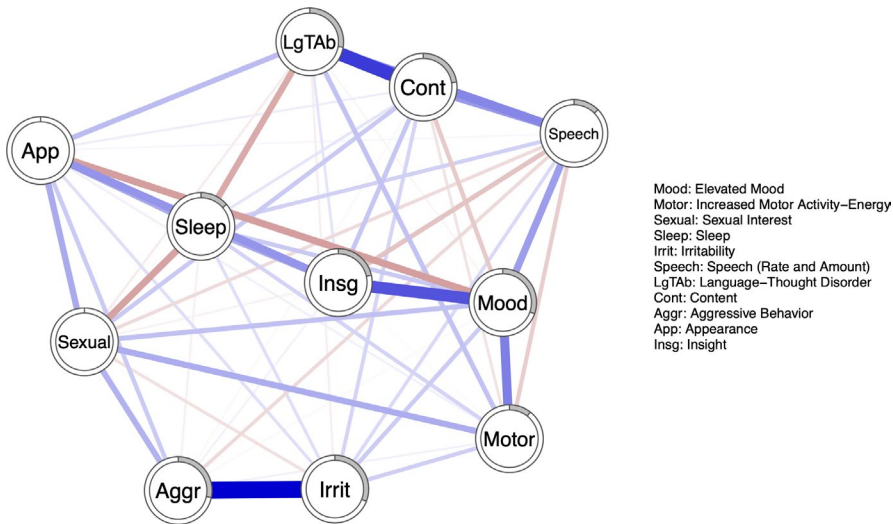 LgTAb
Cont
Speech
App
Sleep
Insg
Mood
Sexual
Motor
Aggr
Irrit
Mood: Elevated Mood
Motor: Increased Motor Activity−Energy
Sexual: Sexual Interest
Sleep: Sleep
Irrit: Irritability
Speech: Speech (Rate and Amount)
LgTAb: Language−Thought Disorder
Cont: Content
Aggr: Aggressive Behavior
App: Appearance
Insg: Insight